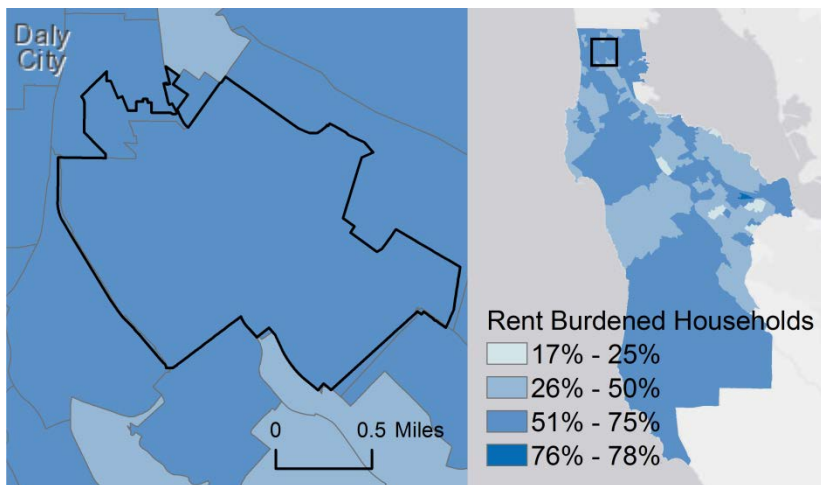 Daly
City
0 0.5 Miles
Rent Burdened Households
17% - 25%
26% - 50%
51% - 75%
76% - 78%